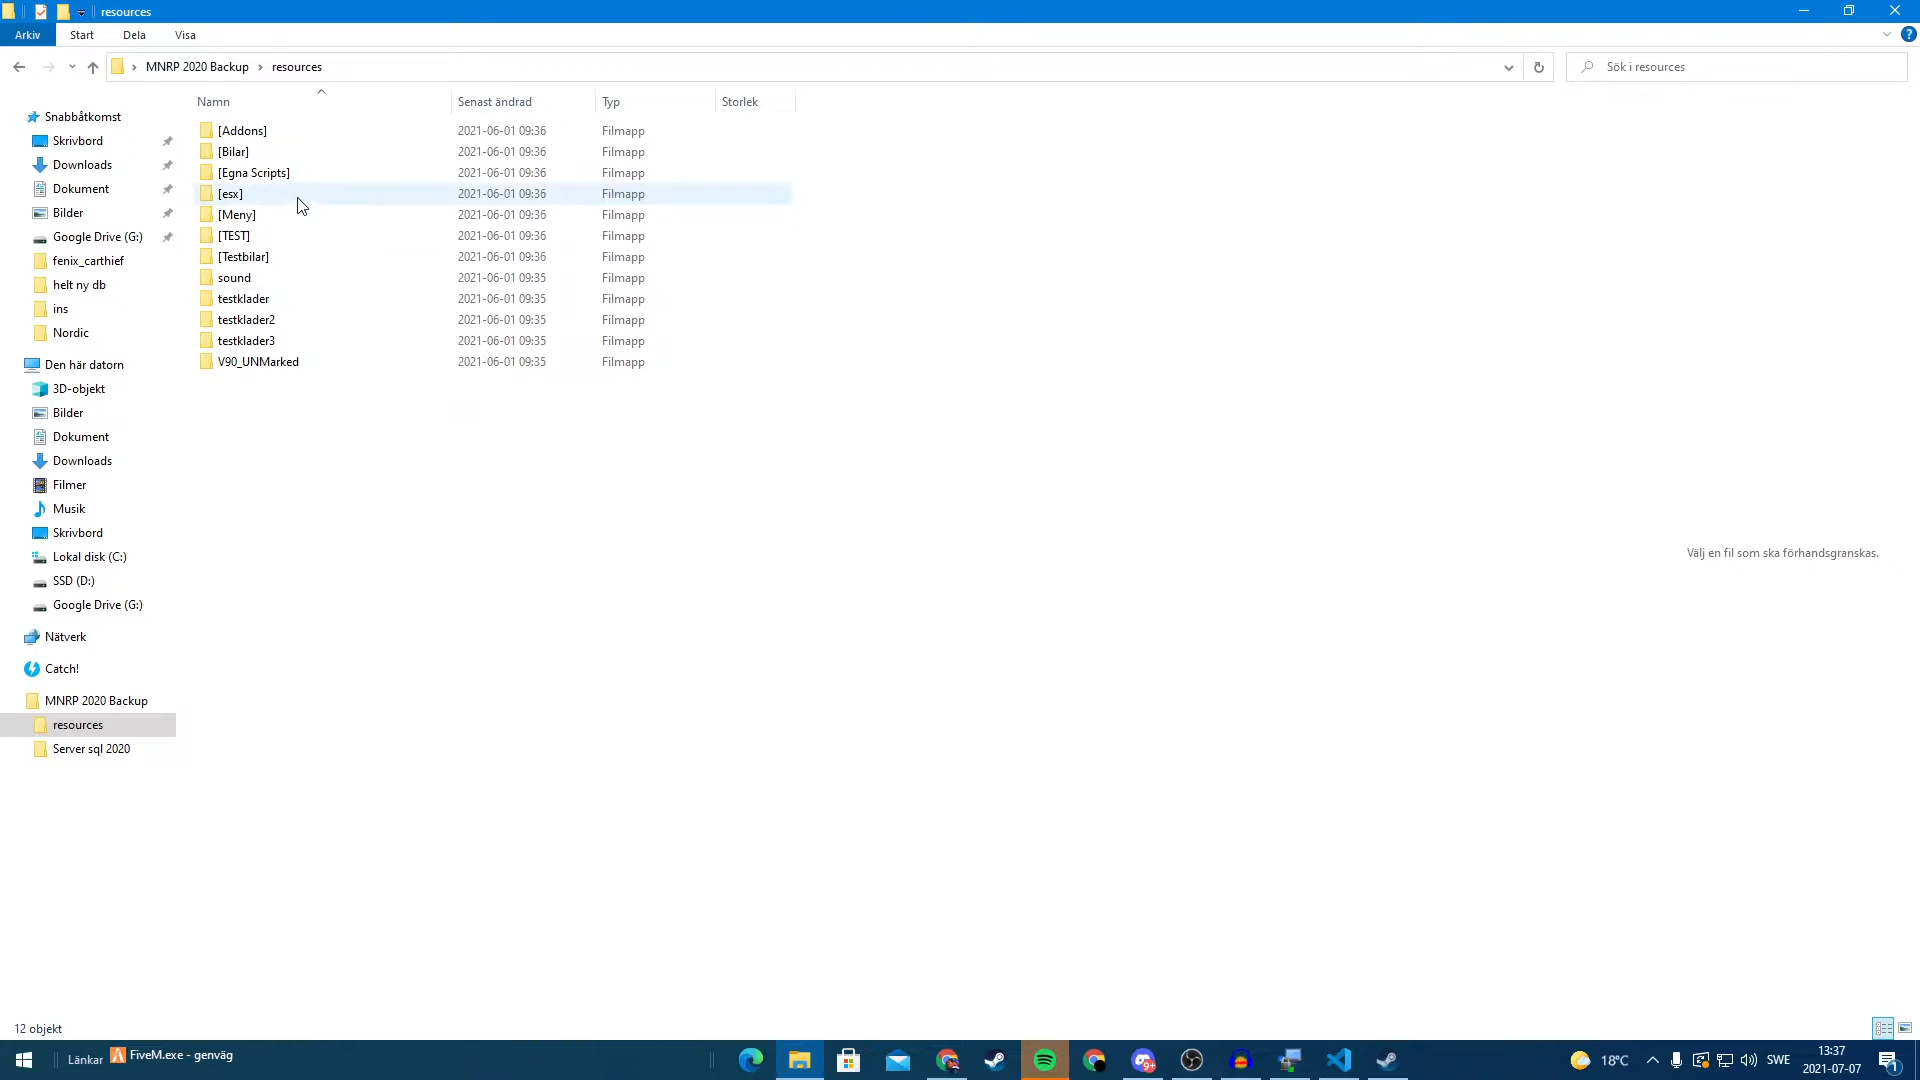 resources
Arkiv Start Dela Visa
MNRP 2020 Backup resources
Sök i resources
Namn Senast ändrad Typ Storlek
[Addons] 2021-06-01 09:36 Filmapp
[Bilar] 2021-06-01 09:36 Filmapp
[Egna Scripts] 2021-06-01 09:36 Filmapp
[esx] 2021-06-01 09:36 Filmapp
[Meny] 2021-06-01 09:36 Filmapp
[TEST] 2021-06-01 09:36 Filmapp
[Testbilar] 2021-06-01 09:36 Filmapp
sound 2021-06-01 09:35 Filmapp
testklader 2021-06-01 09:35 Filmapp
testklader2 2021-06-01 09:35 Filmapp
testklader3 2021-06-01 09:35 Filmapp
V90_UNMarked 2021-06-01 09:35 Filmapp
Snabbåtkomst
Skrivbord
Downloads
Dokument
Bilder
Google Drive (G:)
fenix_carthief
helt ny db
ins
Nordic
Den här datorn
3D-objekt
Bilder
Dokument
Downloads
Filmer
Musik
Skrivbord
Lokal disk (C:)
SSD (D:)
Google Drive (G:)
Nätverk
Catch!
MNRP 2020 Backup
resources
Server sql 2020
Välj en fil som ska förhandsgranskas.
12 objekt
Länkar FiveM.exe - genväg
9+
18°C
SWE
13:37
2021-07-07
1